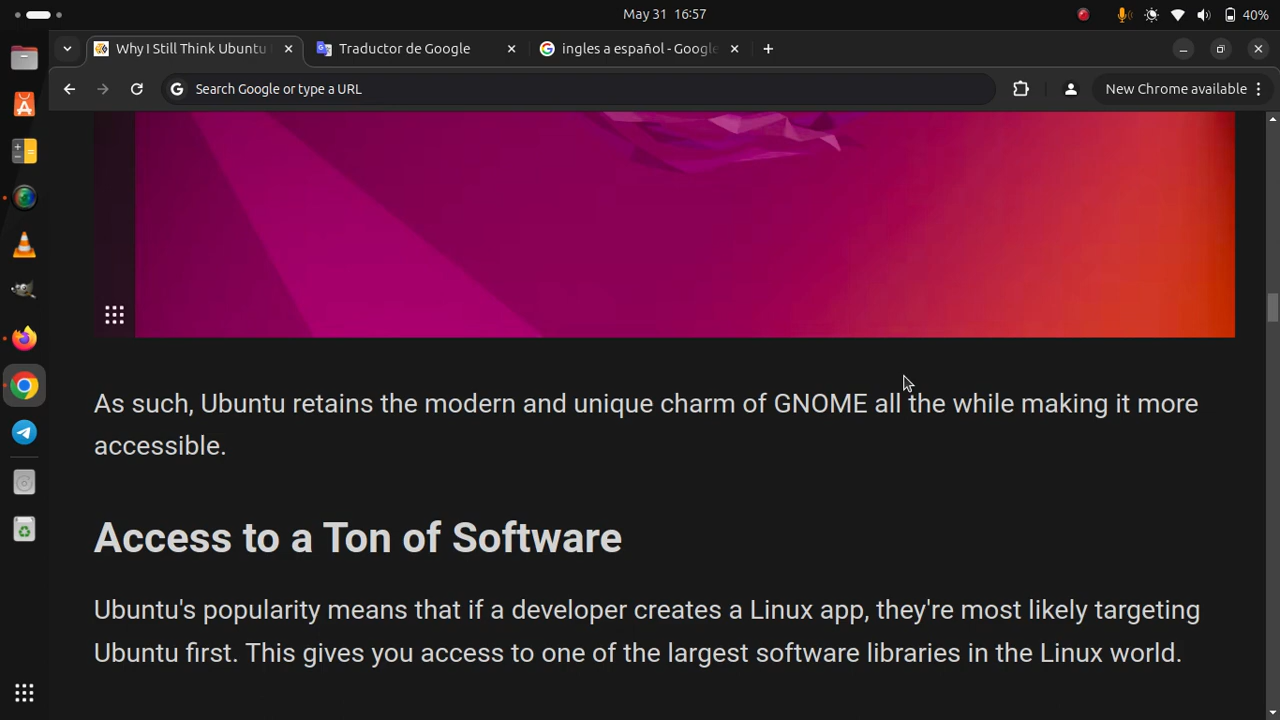 May 31 16:57
40%
Why I Still Think Ubuntu
Traductor de Google
ingles a español - Google
Search Google or type a URL
New Chrome available
As such, Ubuntu retains the modern and unique charm of GNOME all the while making it more
accessible.
Access to a Ton of Software
Ubuntu's popularity means that if a developer creates a Linux app, they're most likely targeting
Ubuntu first. This gives you access to one of the largest software libraries in the Linux world.